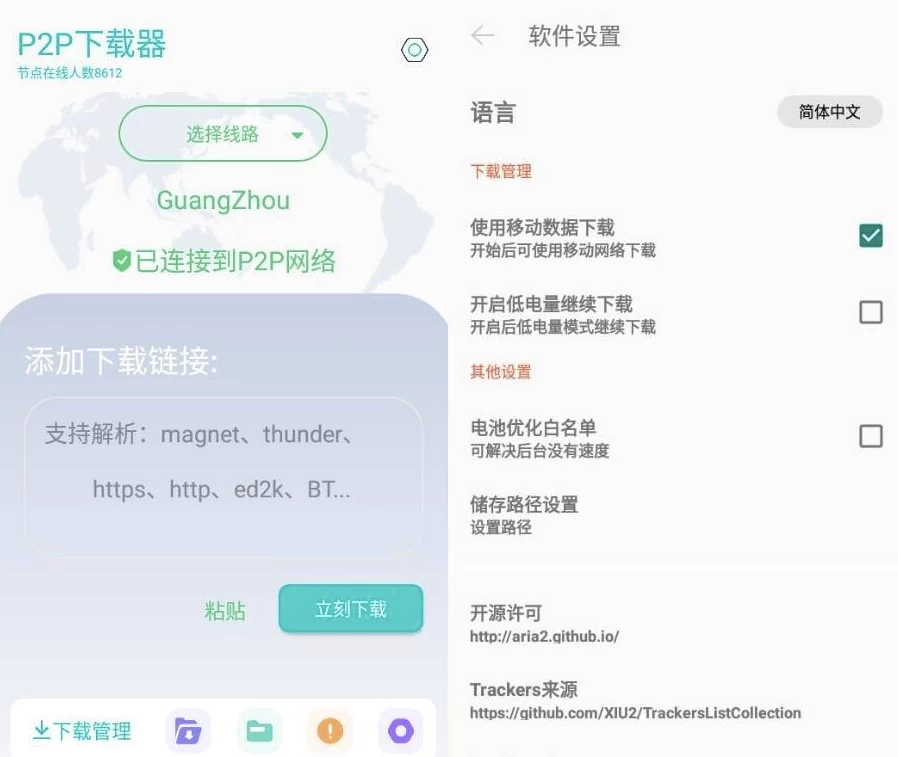 P2P下载器
节点在线人数8612
选择线路
GuangZhou
已连接到P2P网络
添加下载链接:
支持解析：magnet、thunder、
https、http、ed2k、BT...
粘贴
立刻下载
下载管理
软件设置
语言
简体中文
下载管理
使用移动数据下载
开始后可使用移动网络下载
开启低电量继续下载
开启后低电量模式继续下载
其他设置
电池优化白名单
可解决后台没有速度
储存路径设置
设置路径
开源许可
http://aria2.github.io/
Trackers来源
https://github.com/XIU2/TrackersListCollection